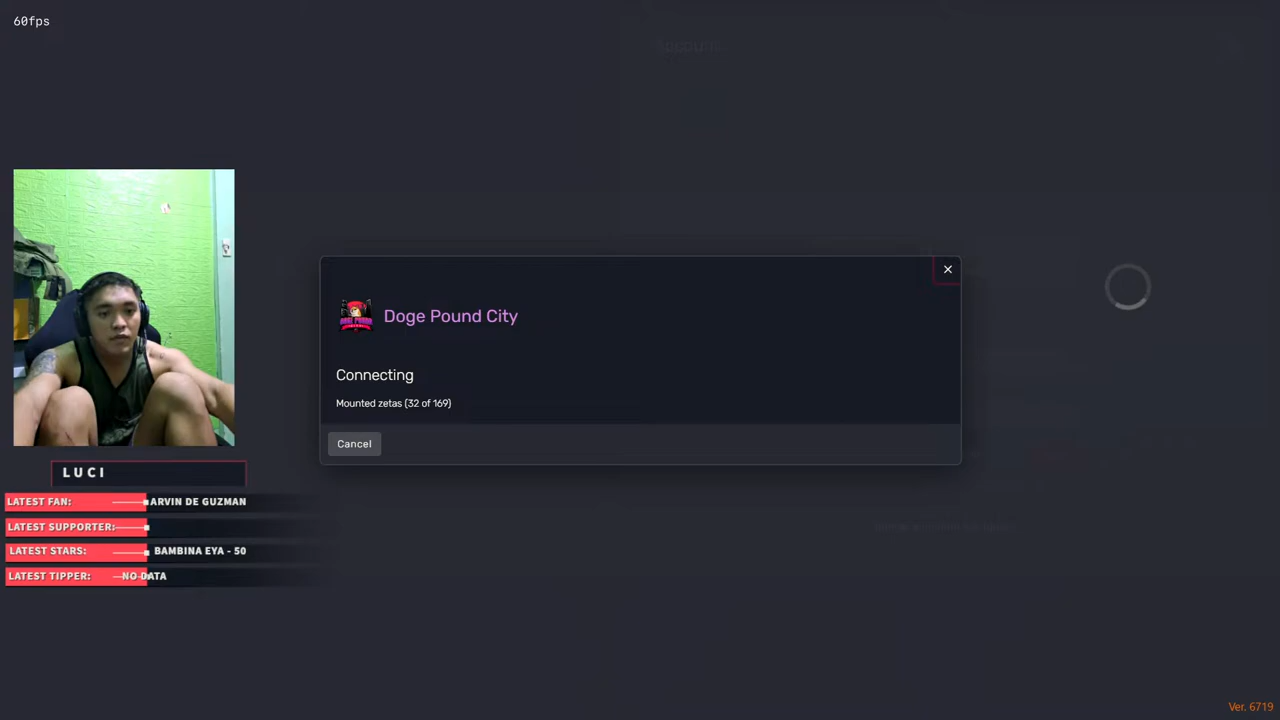 60fps
Doge Pound City
Connecting
Mounted zetas (32 of 169)
Cancel
LUCI
LATEST FAN: ARVIN DE GUZMAN
LATEST SUPPORTER:
LATEST STARS: BAMBINA EYA - 50
LATEST TIPPER: NO DATA
Ver. 6719